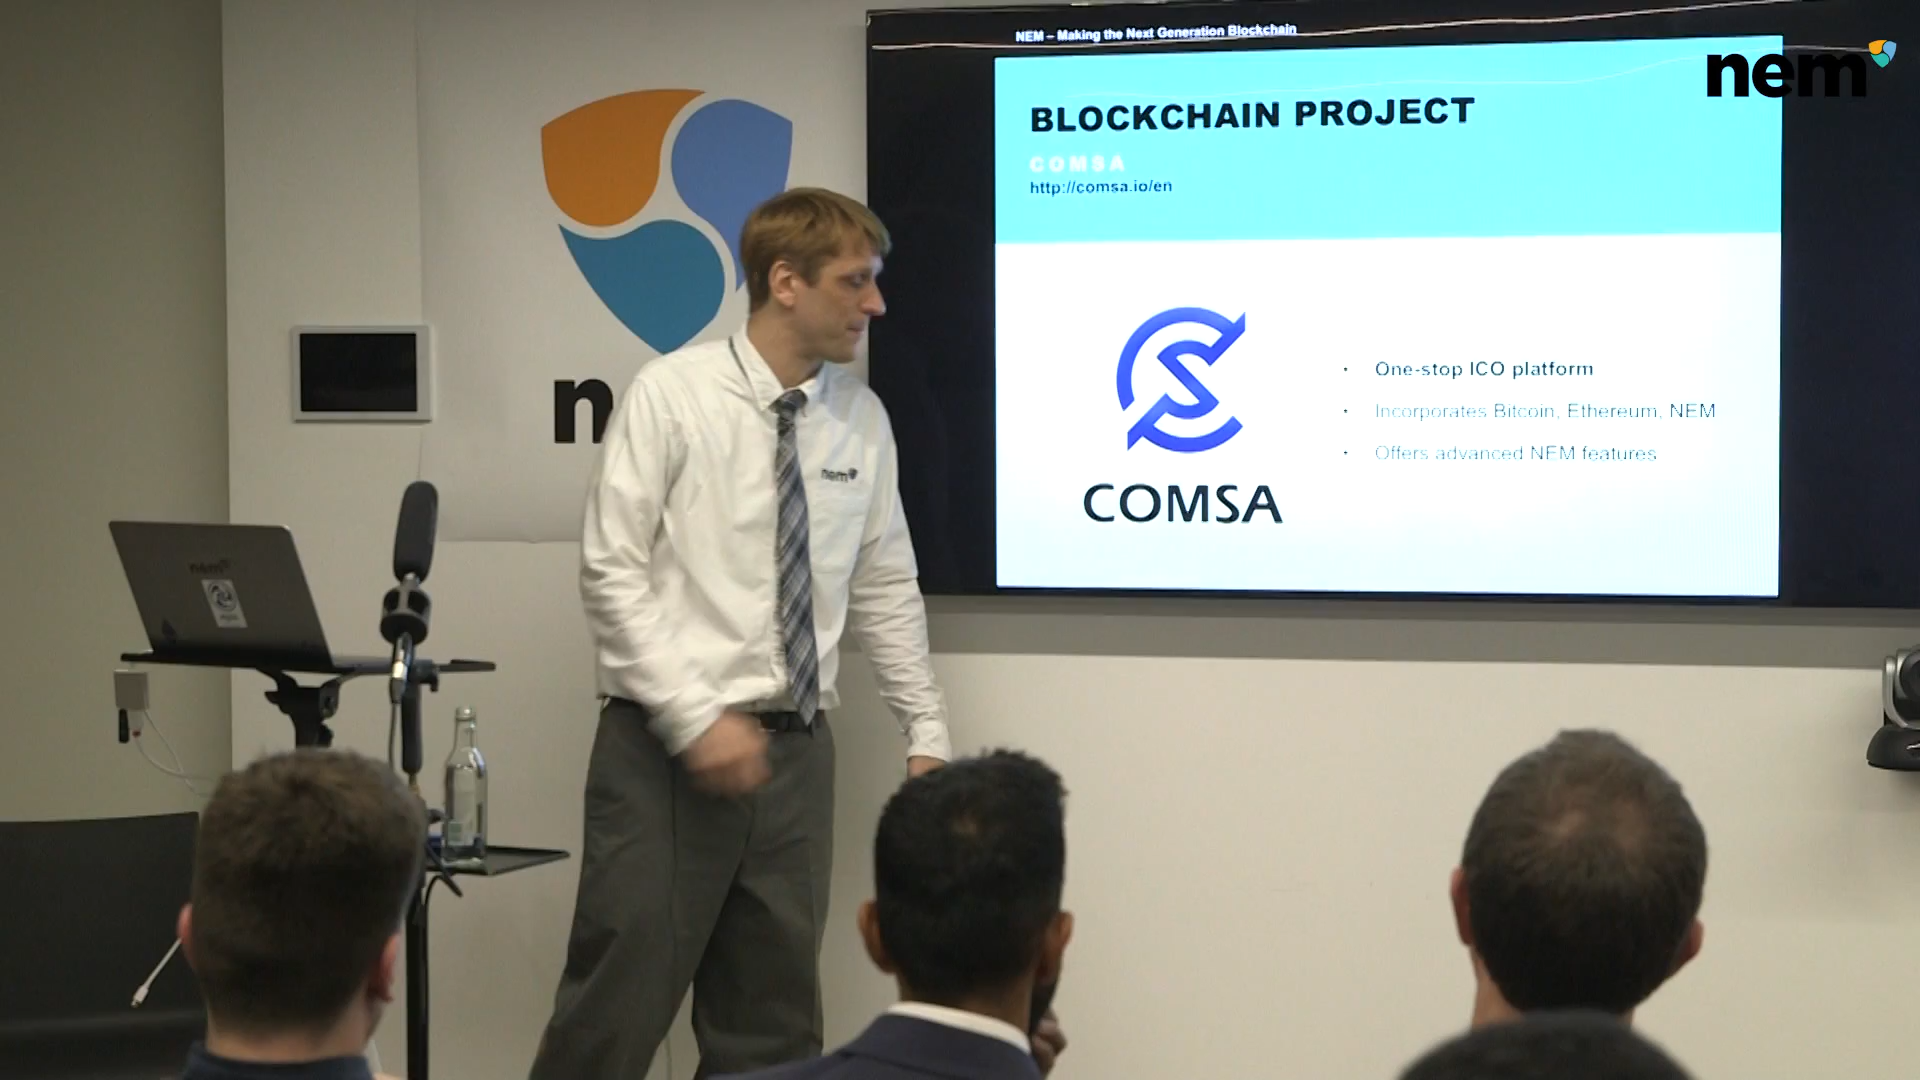 NEM – Making the Next Generation Blockchain
nem
BLOCKCHAIN PROJECT
COMSA
http://comsa.io/en
One-stop ICO platform
Incorporates Bitcoin, Ethereum, NEM
Offers advanced NEM features
COMSA
n
nem
nem